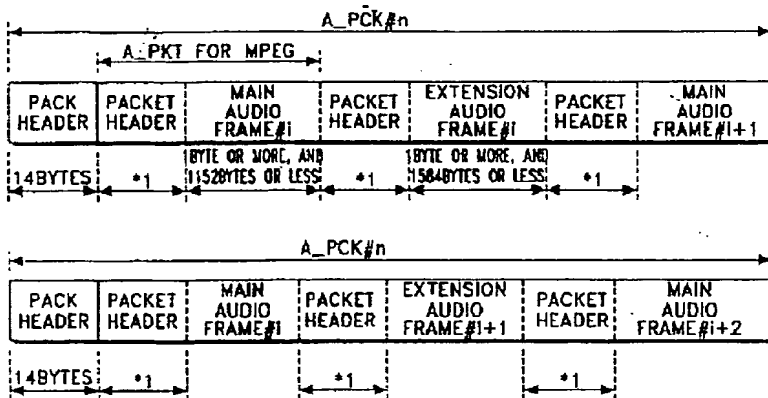 A_PCK#n
A_PKT FOR MPEG
PACK HEADER
PACKET HEADER
MAIN AUDIO FRAME#i
PACKET HEADER
EXTENSION AUDIO FRAME#i
PACKET HEADER
MAIN AUDIO FRAME#i+1
14BYTES
*1
1BYTE OR MORE, AND 1152BYTES OR LESS
*1
1BYTE OR MORE, AND 1584BYTES OR LESS
*1
A_PCK#n
PACK HEADER
PACKET HEADER
MAIN AUDIO FRAME#i
PACKET HEADER
EXTENSION AUDIO FRAME#i+1
PACKET HEADER
MAIN AUDIO FRAME#i+2
14BYTES
*1
*1
*1